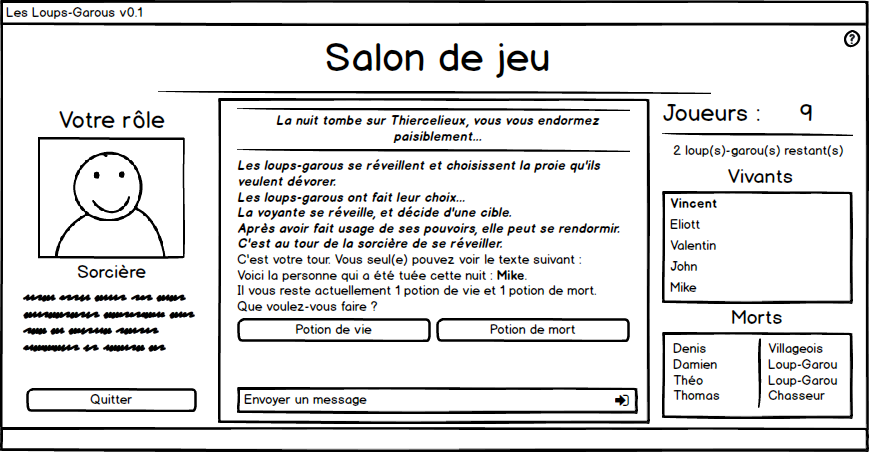 Les Loups-Garous v0.1
?
Salon de jeu
Votre rôle
Sorcière
Quitter
La nuit tombe sur Thiercelieux, vous vous endormez
paisiblement...
Les loups-garous se réveillent et choisissent la proie qu'ils
veulent dévorer.
Les loups-garous ont fait leur choix...
La voyante se réveille, et décide d'une cible.
Après avoir fait usage de ses pouvoirs, elle peut se rendormir.
C'est au tour de la sorcière de se réveiller.
C'est votre tour. Vous seul(e) pouvez voir le texte suivant :
Voici la personne qui a été tuée cette nuit : Mike.
Il vous reste actuellement 1 potion de vie et 1 potion de mort.
Que voulez-vous faire ?
Potion de vie
Potion de mort
Envoyer un message
Joueurs : 9
2 loup(s)-garou(s) restant(s)
Vivants
Vincent
Eliott
Valentin
John
Mike
Morts
Denis Villageois
Damien Loup-Garou
Théo Loup-Garou
Thomas Chasseur